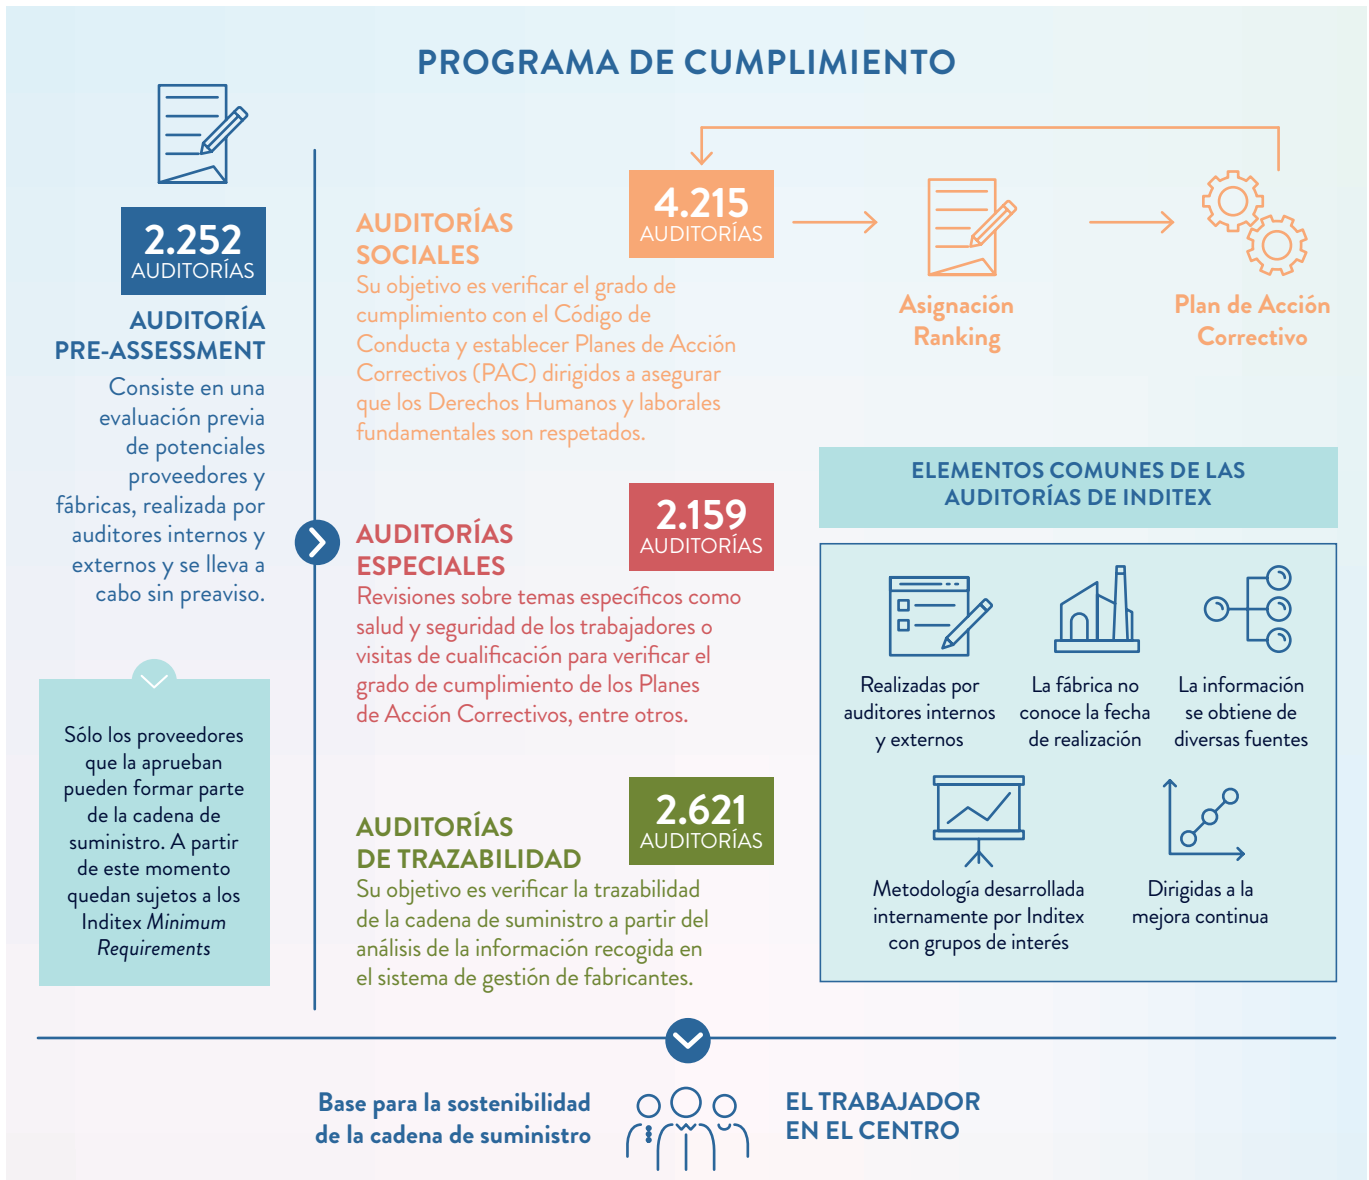 PROGRAMA DE CUMPLIMIENTO
2.252
AUDITORÍAS
AUDITORÍA
PRE-ASSESSMENT
Consiste en una
evaluación previa
de potenciales
proveedores y
fábricas, realizada por
auditores internos y
externos y se lleva a
cabo sin preaviso.
Sólo los proveedores
que la aprueban
pueden formar parte
de la cadena de
suministro. A partir
de este momento
quedan sujetos a los
Inditex Minimum
Requirements
AUDITORÍAS
SOCIALES
4.215
AUDITORÍAS
Su objetivo es verificar el grado de
cumplimiento con el Código de
Conducta y establecer Planes de Acción
Correctivos (PAC) dirigidos a asegurar
que los Derechos Humanos y laborales
fundamentales son respetados.
Asignación
Ranking
Plan de Acción
Correctivo
AUDITORÍAS
ESPECIALES
2.159
AUDITORÍAS
Revisiones sobre temas específicos como
salud y seguridad de los trabajadores o
visitas de cualificación para verificar el
grado de cumplimiento de los Planes
de Acción Correctivos, entre otros.
AUDITORÍAS
DE TRAZABILIDAD
2.621
AUDITORÍAS
Su objetivo es verificar la trazabilidad
de la cadena de suministro a partir del
análisis de la información recogida en
el sistema de gestión de fabricantes.
ELEMENTOS COMUNES DE LAS
AUDITORÍAS DE INDITEX
Realizadas por
auditores internos
y externos
La fábrica no
conoce la fecha
de realización
La información
se obtiene de
diversas fuentes
Metodología desarrollada
internamente por Inditex
con grupos de interés
Dirigidas a la
mejora continua
Base para la sostenibilidad
de la cadena de suministro
EL TRABAJADOR
EN EL CENTRO